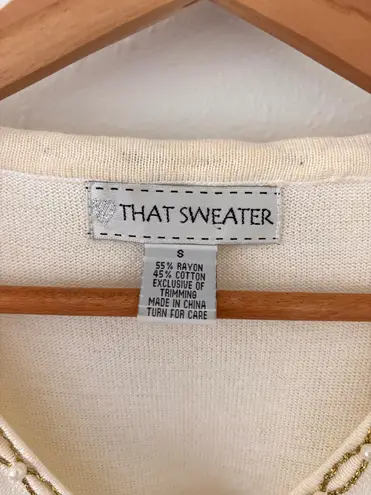 THAT SWEATER
S
55% RAYON
45% COTTON
EXCLUSIVE OF
TRIMMING
MADE IN CHINA
TURN FOR CARE